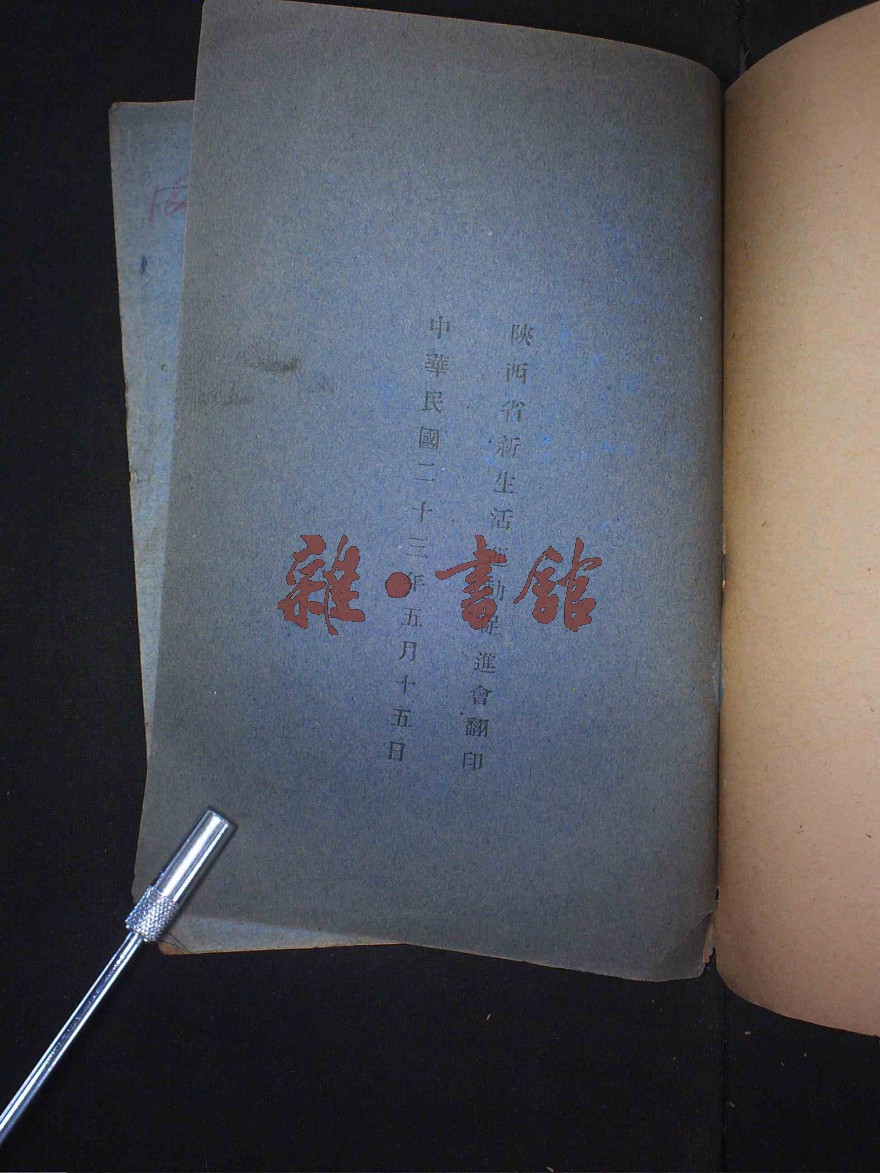 陝西省新生活運動促進會翻印
中華民國二十三年五月十五日
雜·書館